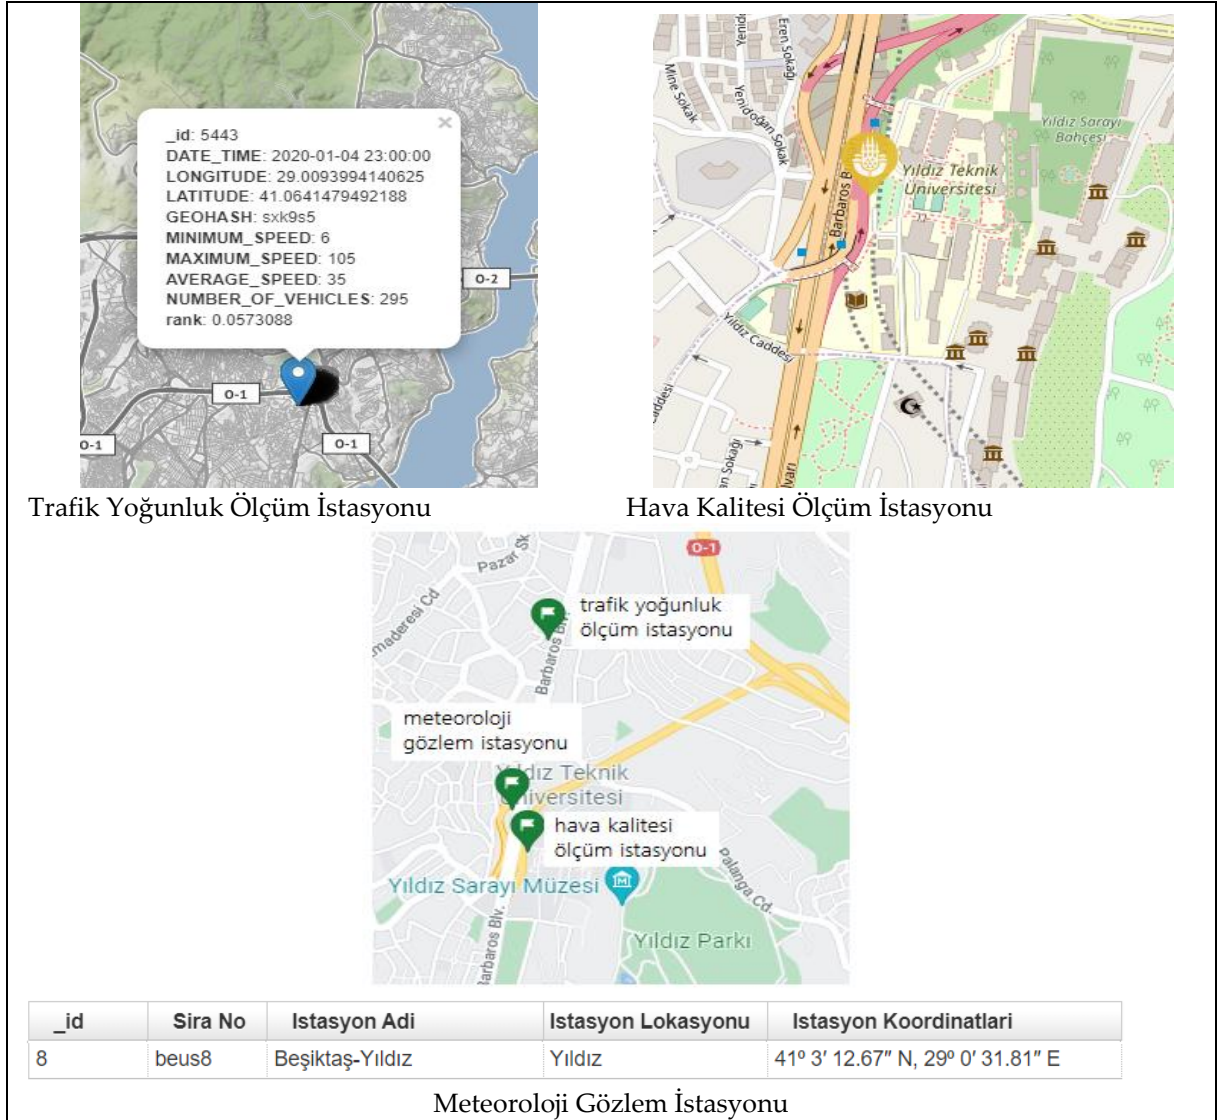 _id: 5443
DATE_TIME: 2020-01-04 23:00:00
LONGITUDE: 29.0093994140625
LATITUDE: 41.0641479492188
GEOHASH: sxk9s5
MINIMUM_SPEED: 6
MAXIMUM_SPEED: 105
AVERAGE_SPEED: 35
NUMBER_OF_VEHICLES: 295
rank: 0.0573088
O-2
O-1
O-1
O-1
Eren Sokağı
Mine Sokak
Yenidoğan Sokak
Barbaros B
Yıldız Teknik
Üniversitesi
Yıldız Sarayı
Bahçesi
Yıldız Caddesi
Caddesi
Sokağı
Trafik Yoğunluk Ölçüm İstasyonu
Hava Kalitesi Ölçüm İstasyonu
O-1
Pazar Sk
trafik yoğunluk
ölçüm istasyonu
Barbaros Blv.
meteoroloji
gözlem istasyonu
Yıldız Teknik
Üniversitesi
hava kalitesi
ölçüm istasyonu
Palanga Cd.
Yıldız Sarayı Müzesi
Barbaros Blv.
Yıldız Parkı
_id Sira No Istasyon Adi Istasyon Lokasyonu Istasyon Koordinatlari
8 beus8 Beşiktaş-Yıldız Yıldız 41º 3′ 12.67″ N, 29º 0′ 31.81″ E
Meteoroloji Gözlem İstasyonu